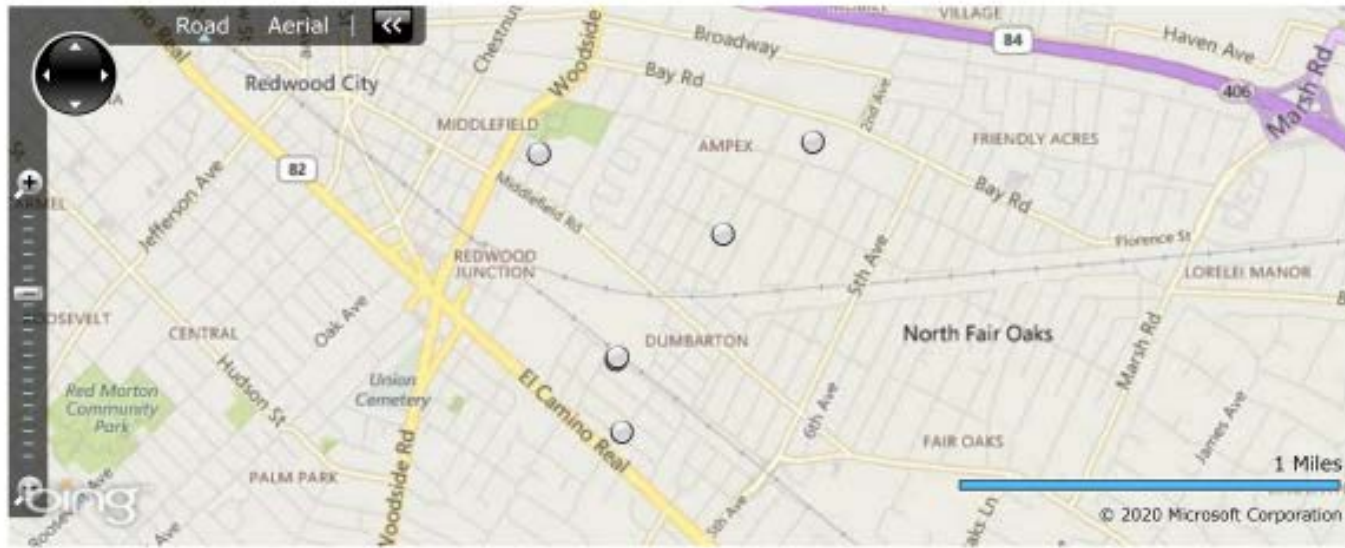 Road Aerial | «
Chestnut
Woodside
Broadway
VILLAGE
84
Haven Ave
Marsh Rd
406
Real
Redwood City
Bay Rd
2nd Ave
MIDDLEFIELD
AMPEX
FRIENDLY ACRES
82
Jefferson Ave
Middlefield Rd
Bay Rd
Florence St
REDWOOD
JUNCTION
5th Ave
LORELEI MANOR
Oak Ave
CENTRAL
DUMBARTON
North Fair Oaks
Marsh Rd
Hudson St
Red Morton
Community
Park
Union
Cemetery
El Camino Real
6th Ave
James Ave
FAIR OAKS
PALM PARK
Woodside Rd
5th Ave
1 Miles
bing
© 2020 Microsoft Corporation